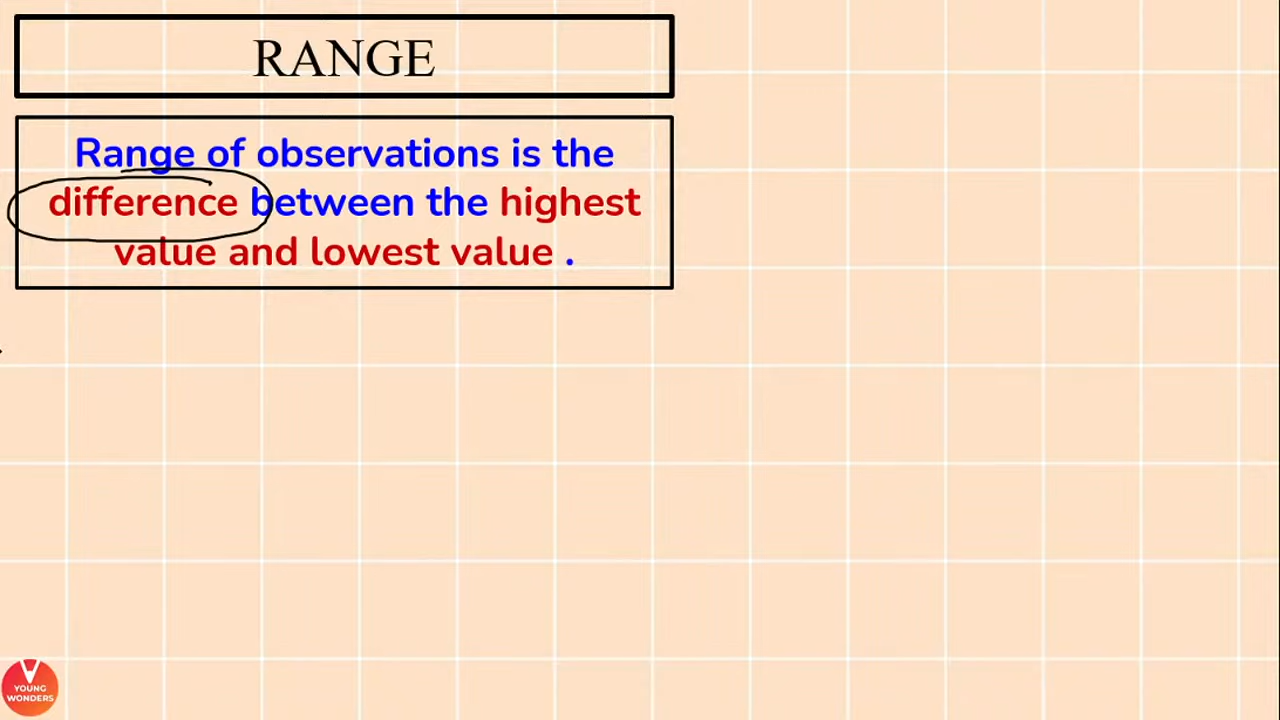 RANGE
Range of observations is the
difference between the highest
value and lowest value .
YOUNG
WONDERS